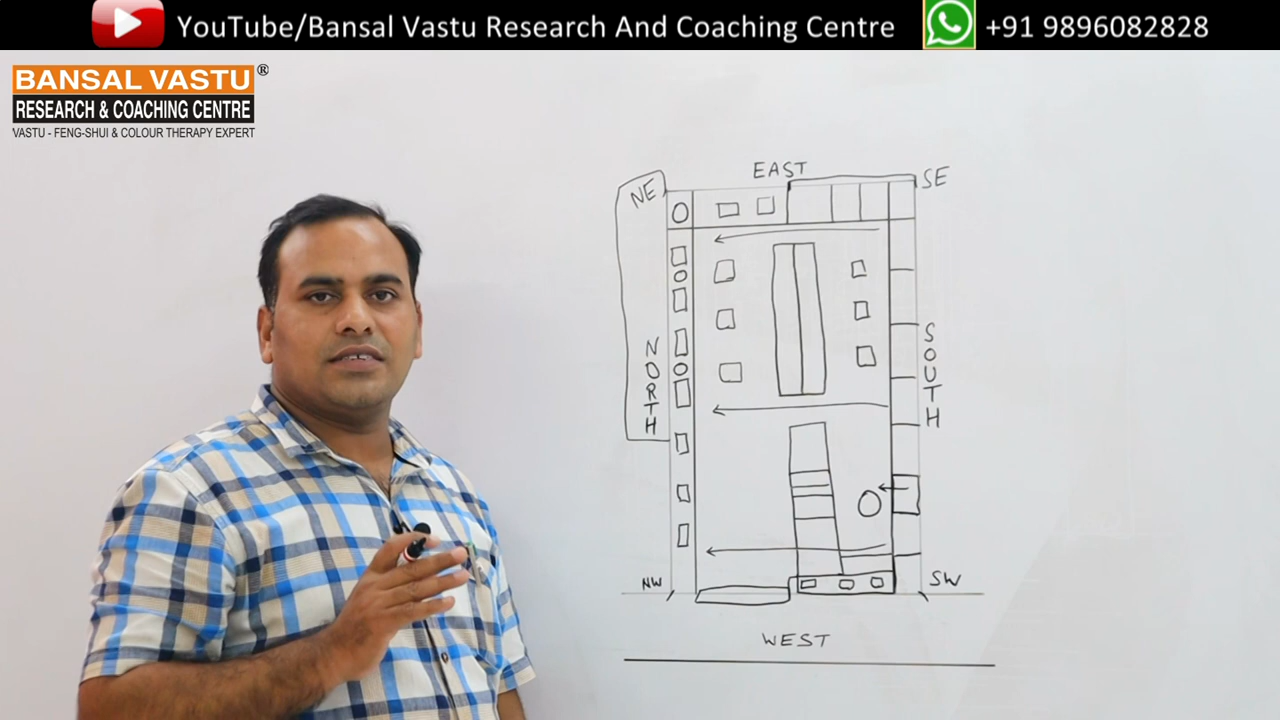 YouTube/Bansal Vastu Research And Coaching Centre
+91 9896082828
BANSAL VASTU®
RESEARCH & COACHING CENTRE
VASTU - FENG-SHUI & COLOUR THERAPY EXPERT
EAST
NE
SE
NORTH
SOUTH
NW
SW
WEST